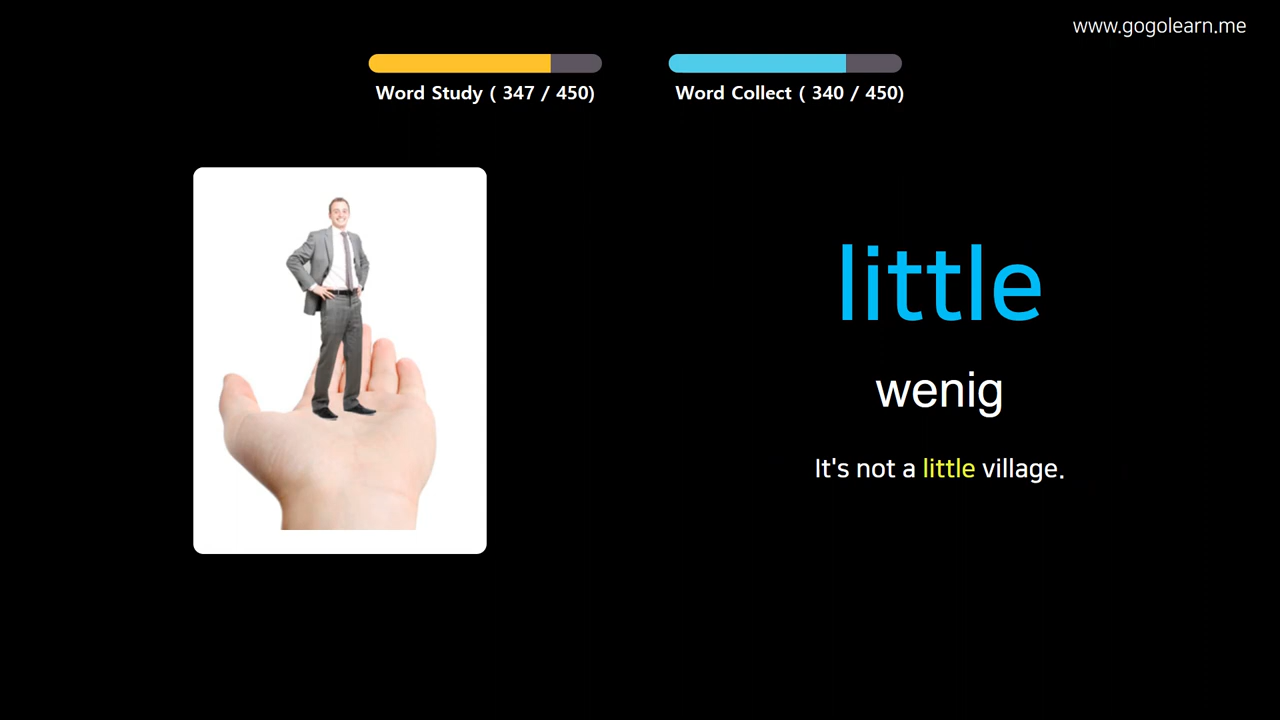 www.gogolearn.me
Word Study ( 347 / 450)
Word Collect ( 340 / 450)
little
wenig
It's not a little village.